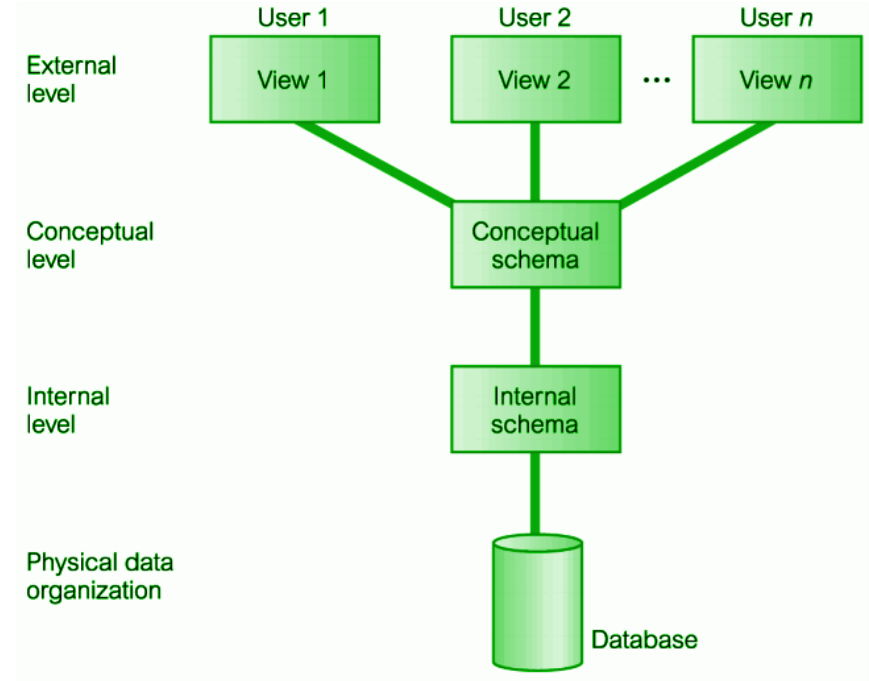 User 1
User 2
User n
External
level
View 1
View 2
...
View n
Conceptual
level
Conceptual
schema
Internal
level
Internal
schema
Physical data
organization
Database